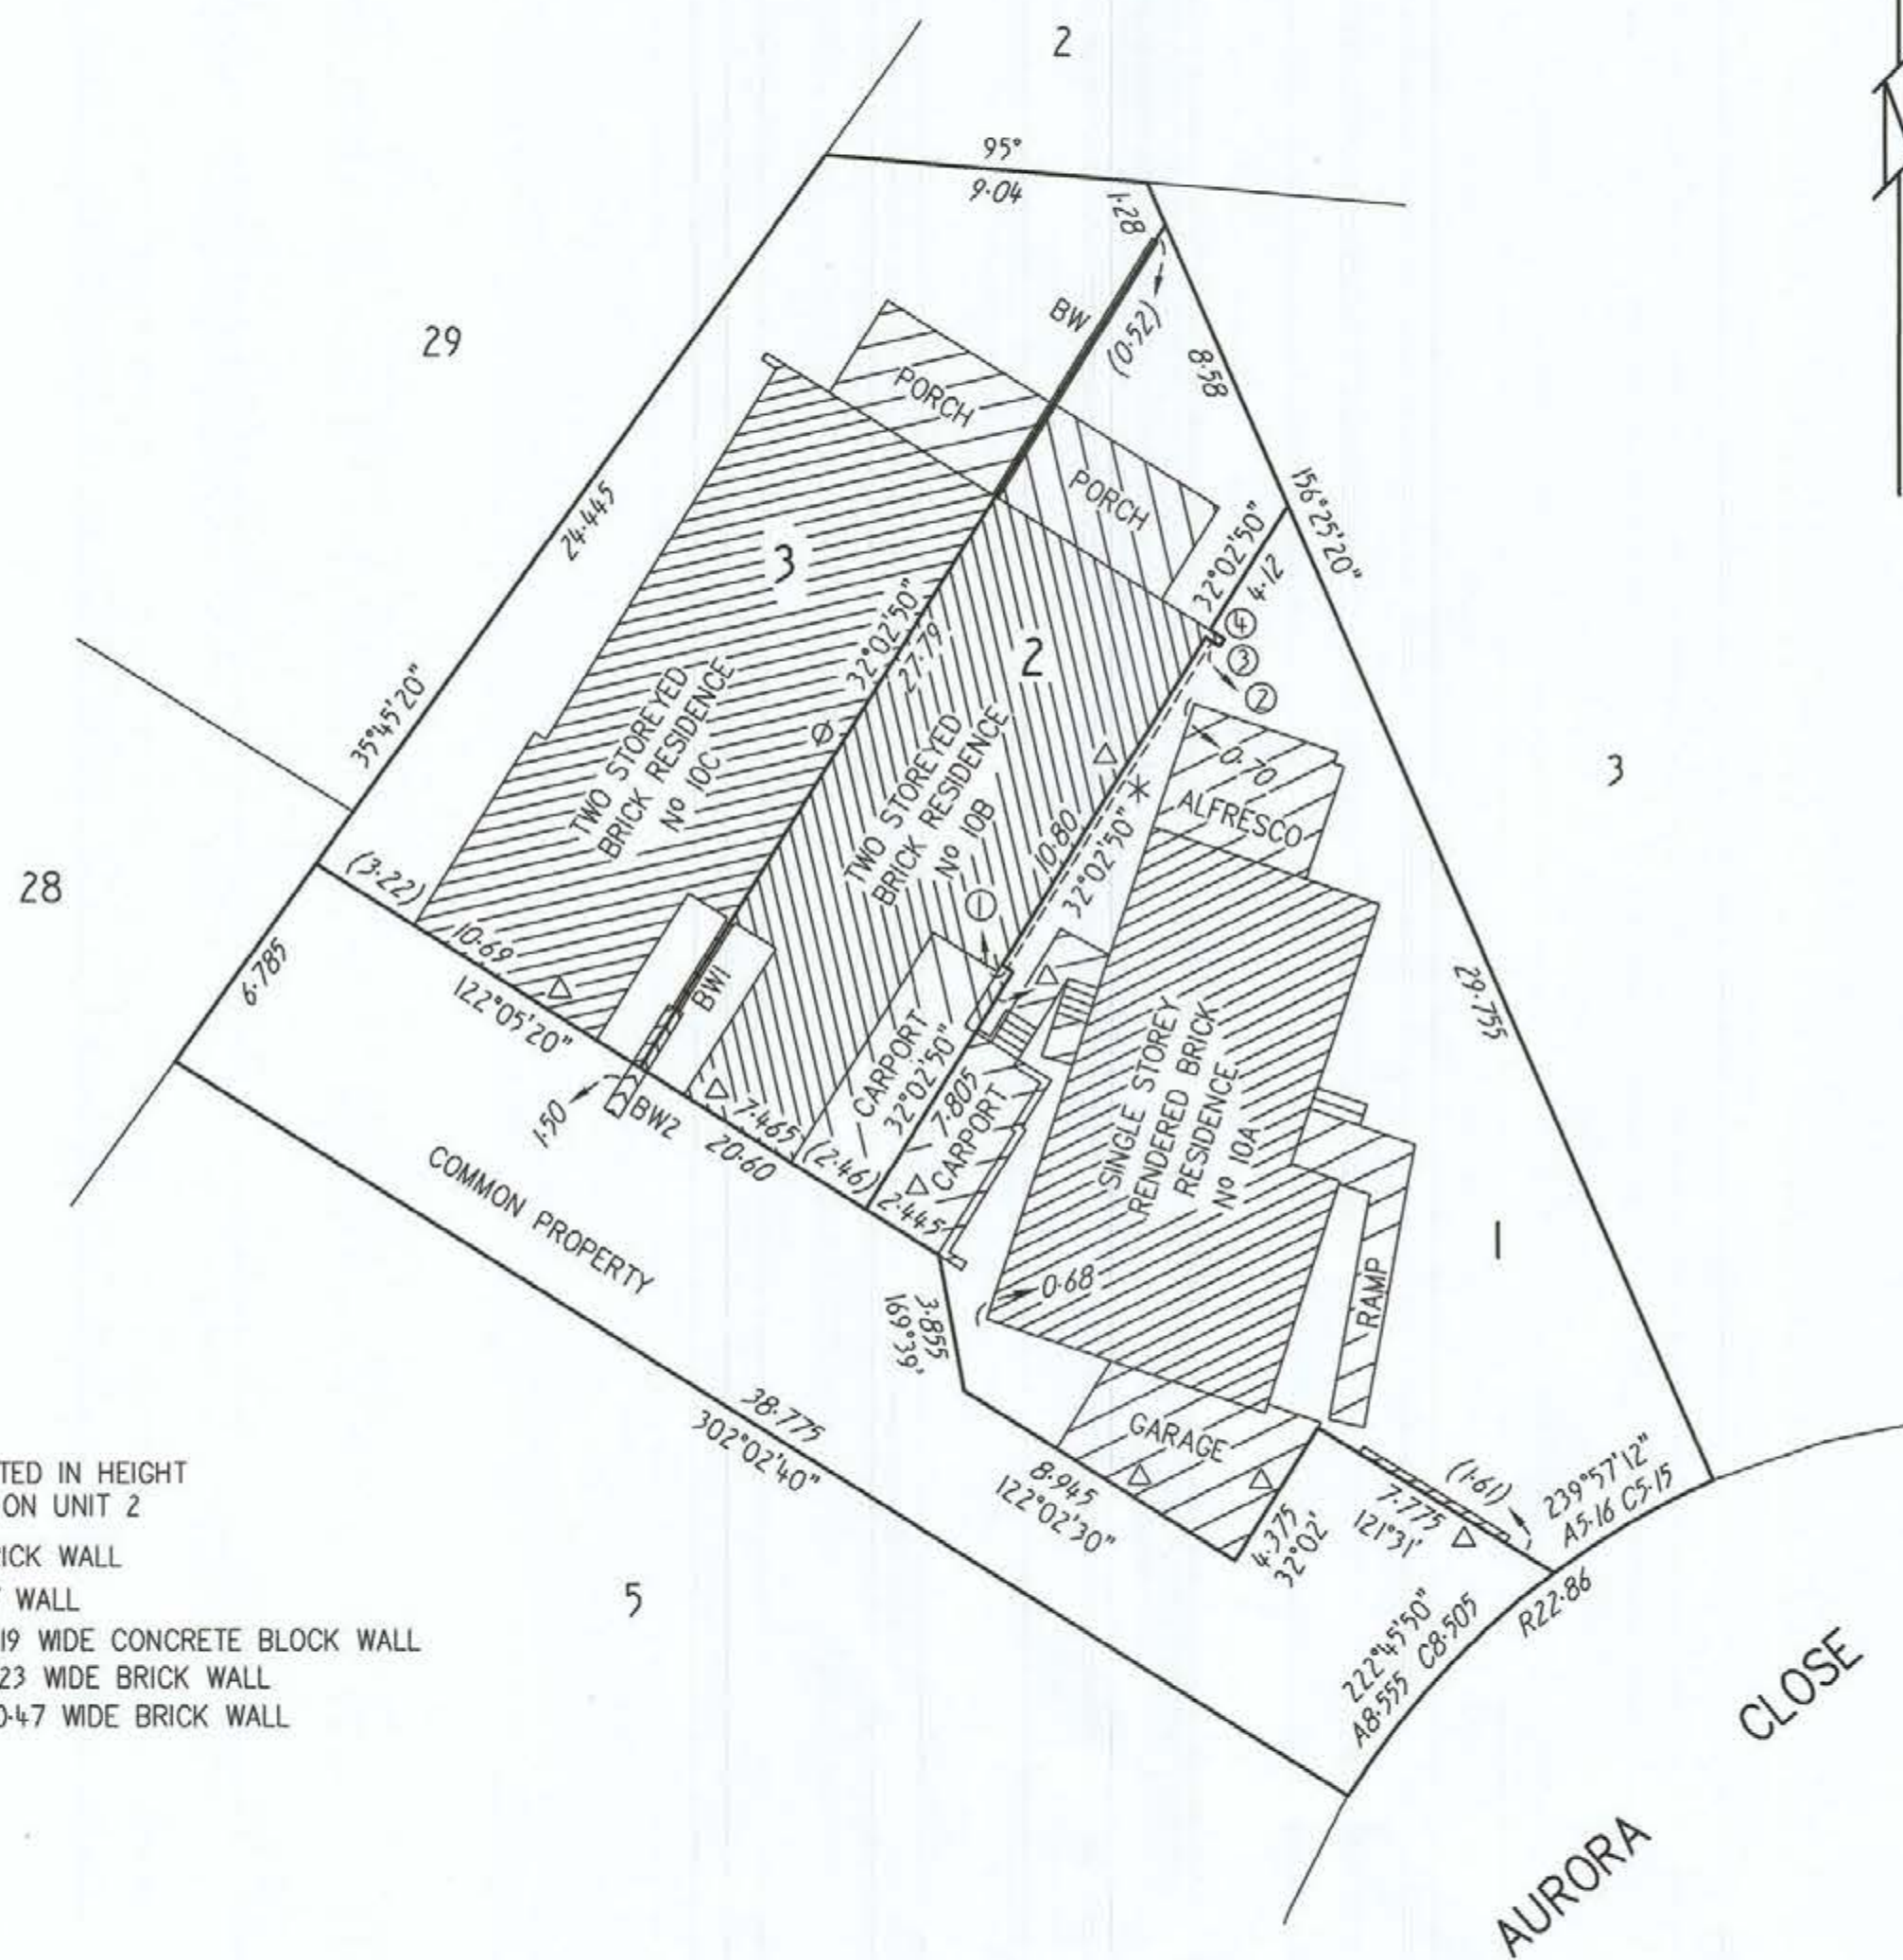 2
95°
9·04
1·28
29
BW
(0·52)
8·58
PORCH
PORCH
24·445
156°25'20"
32°02'50"
4·12
3
④
③
②
2
32°02'50"
27·79
35°45'20"
TWO STOREYED
BRICK RESIDENCE
Nº 10C
TWO STOREYED
BRICK RESIDENCE
Nº 10B
0·70
ALFRESCO
3
10·80
32°02'50"
①
28
(3·22)
10·69
122°05'20"
6·785
BW1
29·755
CARPORT
32°02'50"
7·805
CARPORT
SINGLE STOREY
RENDERED BRICK
RESIDENCE
Nº 10A
1·50
BW2
7·465
20·60
(2·46)
2·445
COMMON PROPERTY
1
0·68
RAMP
3·855
169°39'
38·775
302°02'40"
GARAGE
8·945
122°02'30"
4·375
32°02'
(1·61)
7·775
121°31'
239°57'12"
A5·16 C5·15
TED IN HEIGHT
ON UNIT 2
ICK WALL
WALL
19 WIDE CONCRETE BLOCK WALL
23 WIDE BRICK WALL
0·47 WIDE BRICK WALL
5
222°45'50"
A8·555 C8·505
R22·86
AURORA CLOSE